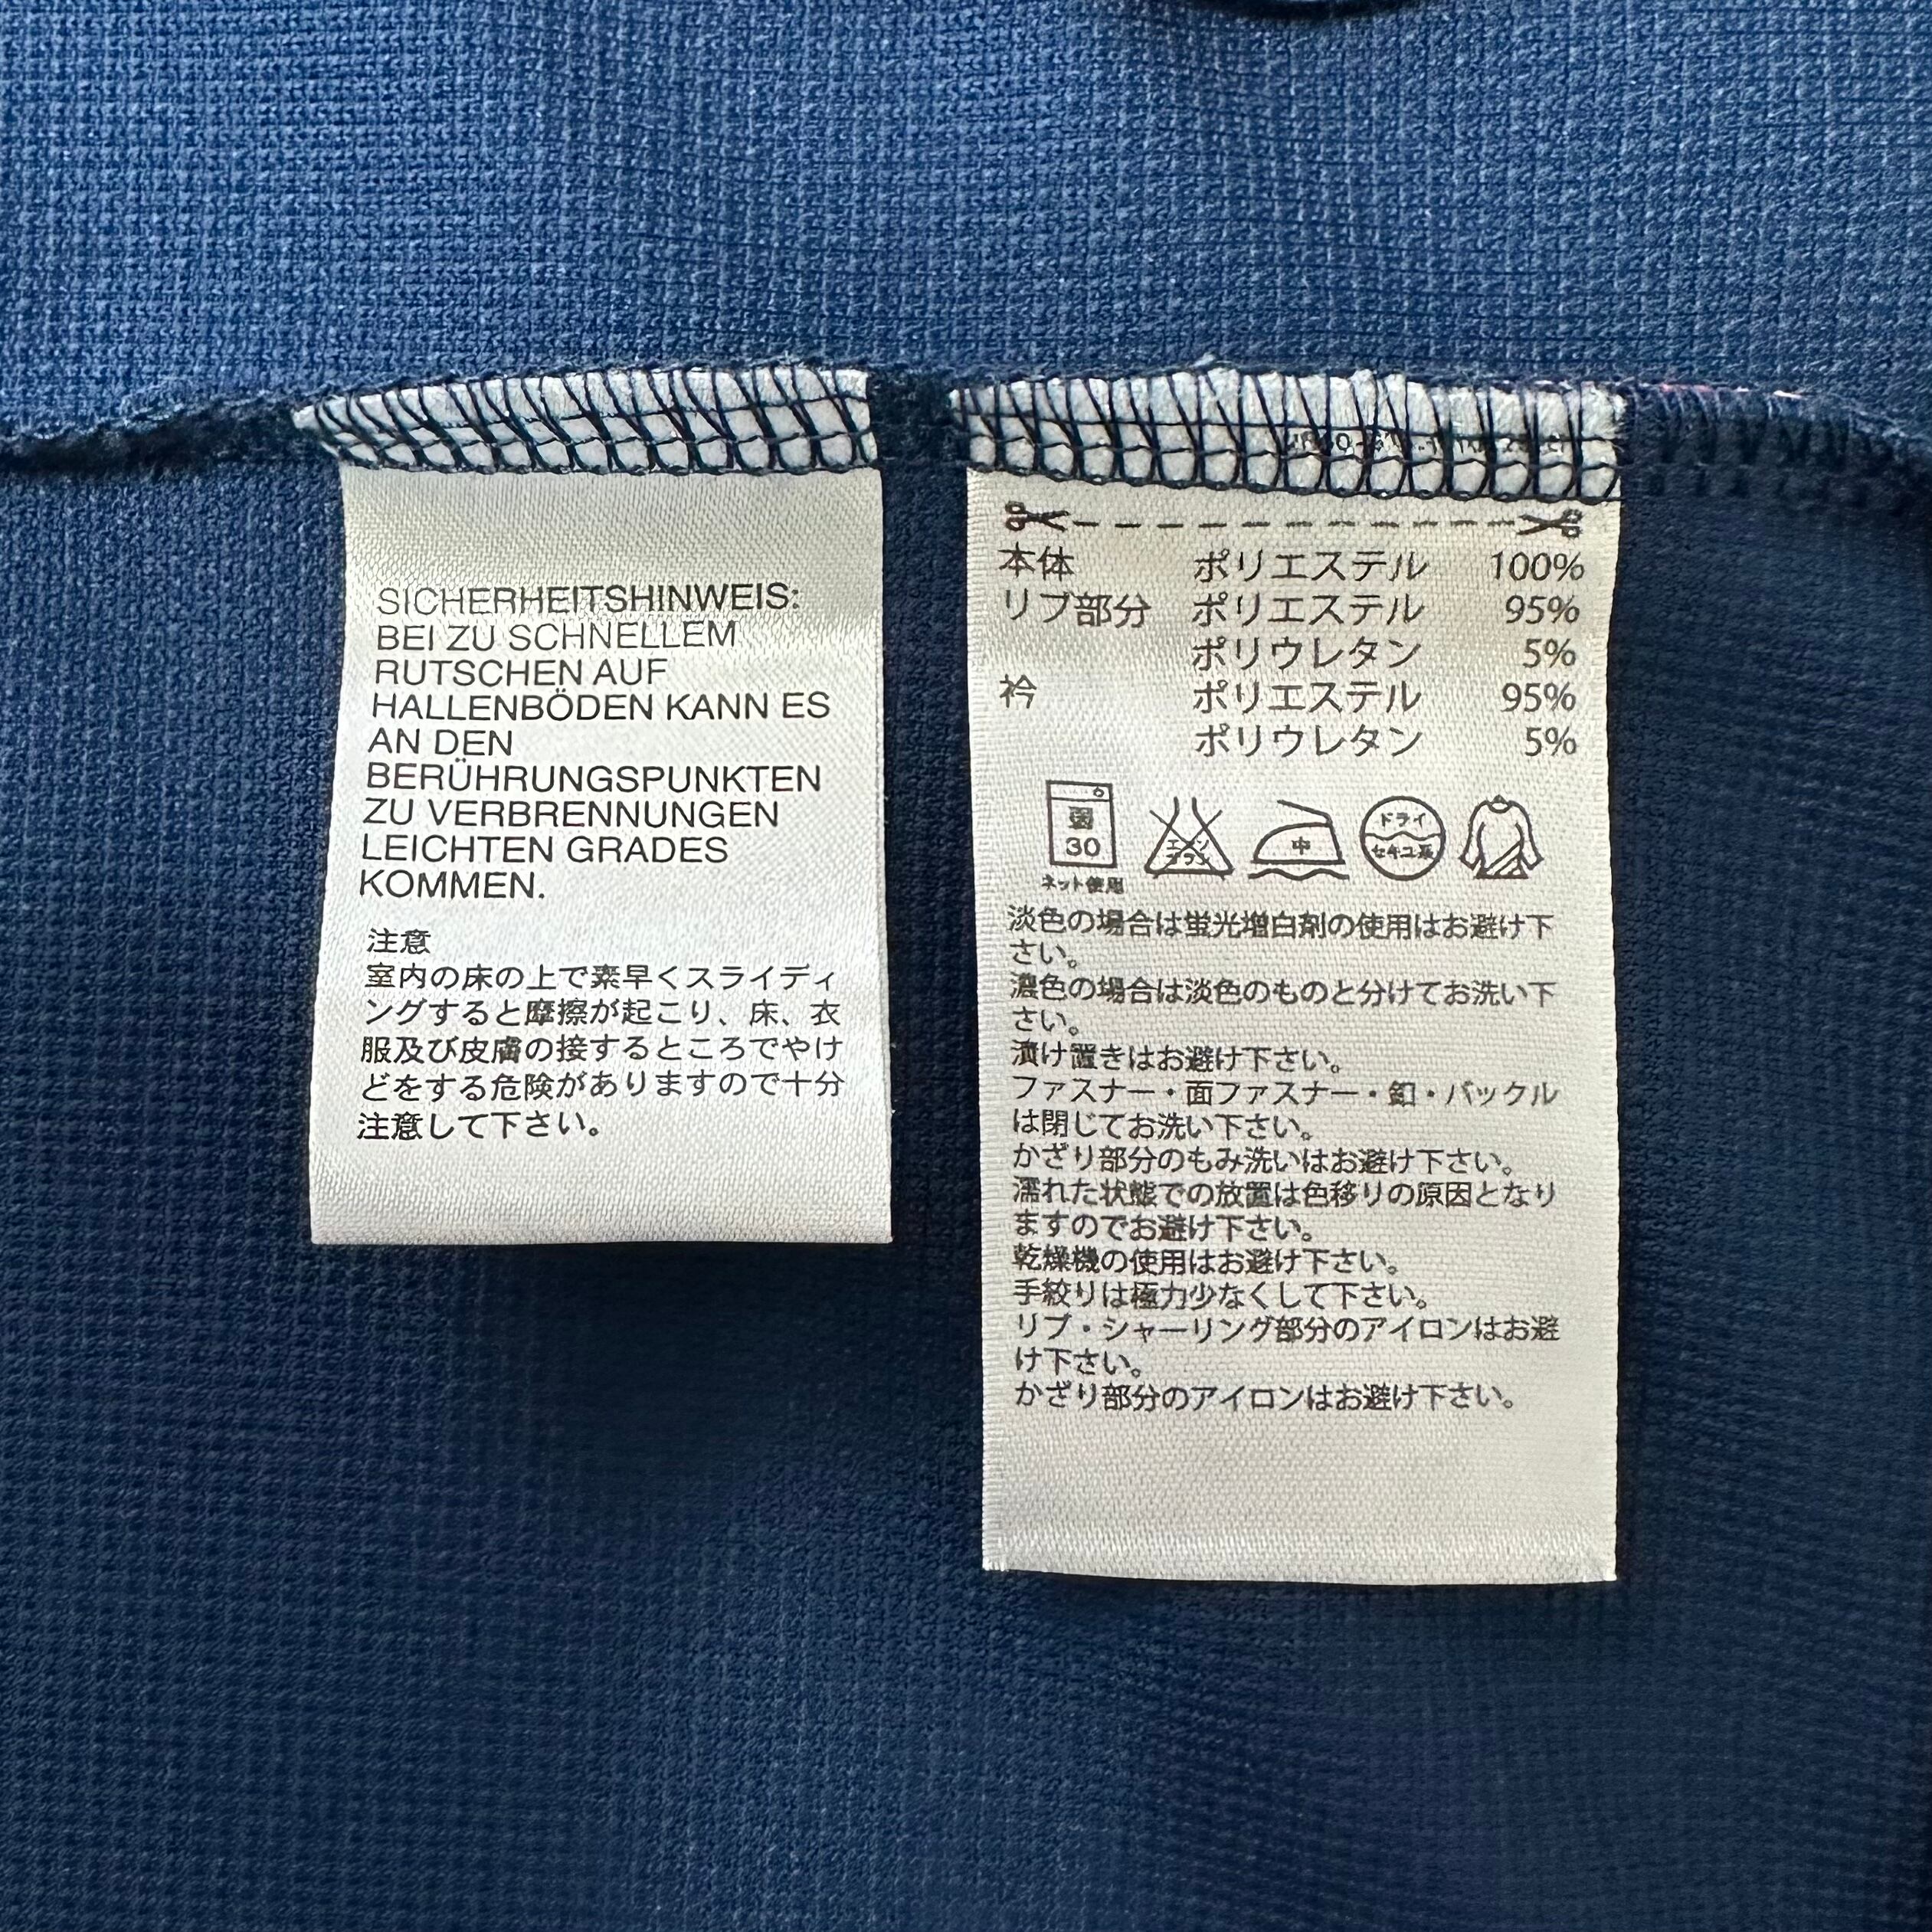 SICHERHEITSHINWEIS:
BEI ZU SCHNELLEM
RUTSCHEN AUF
HALLENBÖDEN KANN ES
AN DEN
BERÜHRUNGSPUNKTEN
ZU VERBRENNUNGEN
LEICHTEN GRADES
KOMMEN.
注意
室内の床の上で素早くスライディ
ングすると摩擦が起こり、床、衣
服及び皮膚の接するところでやけ
どをする危険がありますので十分
注意して下さい。
本体 ポリエステル 100%
リブ部分 ポリエステル 95%
ポリウレタン 5%
衿 ポリエステル 95%
ポリウレタン 5%
弱
30
ネット使用
エンソ
サラシ
中
ドライ
セキユ系
淡色の場合は蛍光増白剤の使用はお避け下
さい。
濃色の場合は淡色のものと分けてお洗い下
さい。
漬け置きはお避け下さい。
ファスナー・面ファスナー・釦・バックル
は閉じてお洗い下さい。
かざり部分のもみ洗いはお避け下さい。
濡れた状態での放置は色移りの原因となり
ますのでお避け下さい。
乾燥機の使用はお避け下さい。
手絞りは極力少なくして下さい。
リブ・シャーリング部分のアイロンはお避
け下さい。
かざり部分のアイロンはお避け下さい。